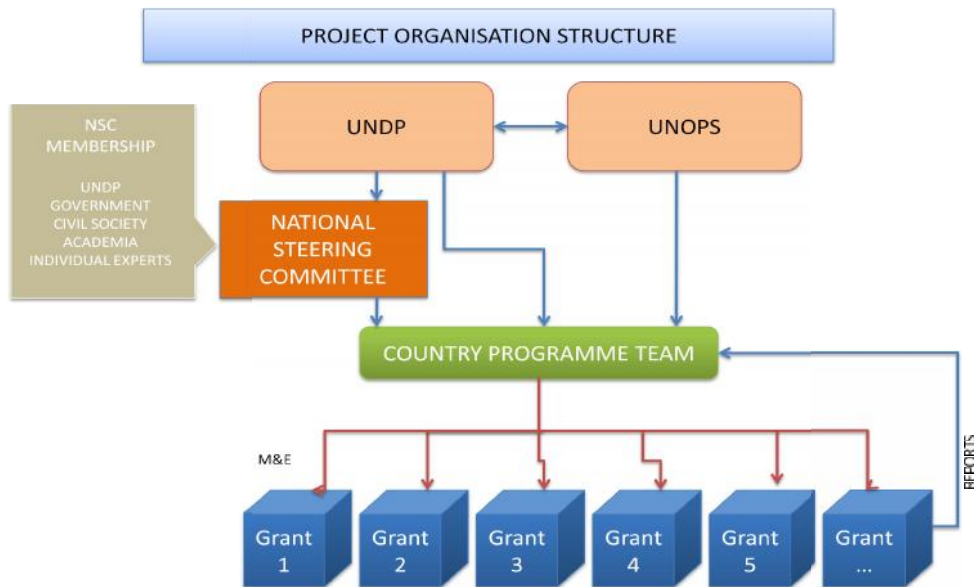 PROJECT ORGANISATION STRUCTURE
NSC
MEMBERSHIP
UNDP
GOVERNMENT
CIVIL SOCIETY
ACADEMIA
INDIVIDUAL EXPERTS
UNDP
UNOPS
NATIONAL
STEERING
COMMITTEE
COUNTRY PROGRAMME TEAM
M&E
REPORTS
Grant
1
Grant
2
Grant
3
Grant
4
Grant
5
Grant
...